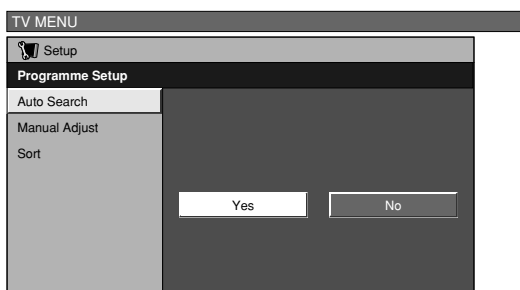 TV MENU
Setup
Programme Setup
Auto Search
Manual Adjust
Sort
Yes No